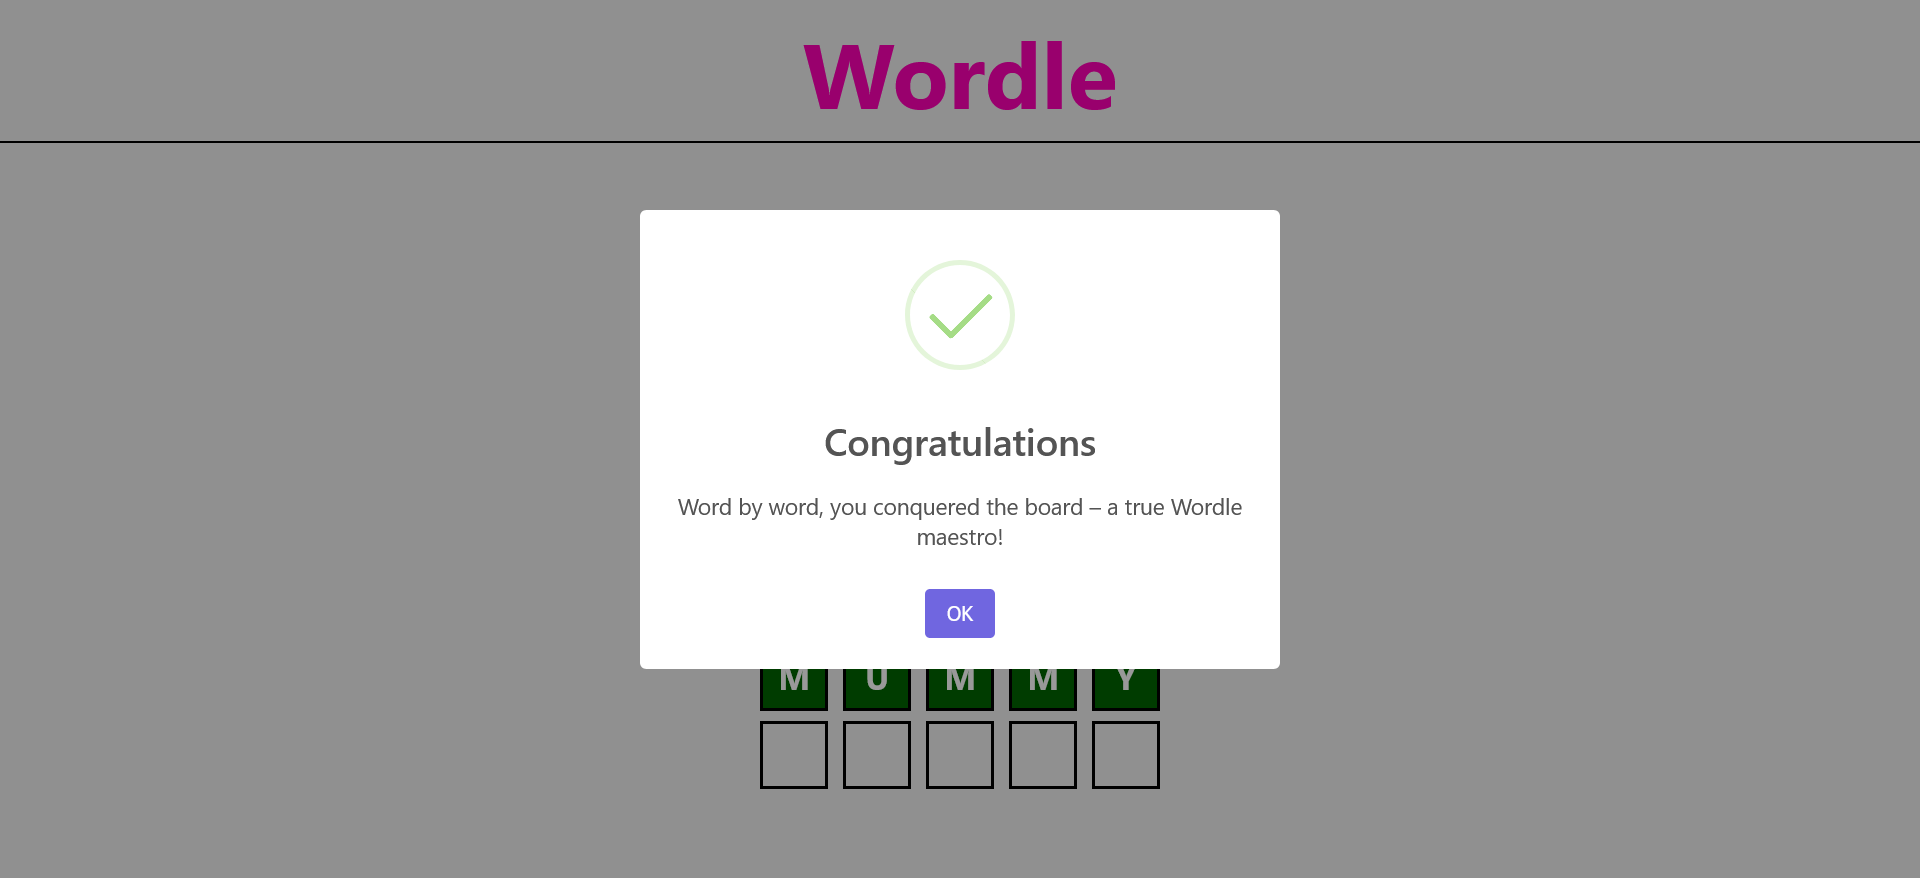 Wordle
Congratulations
Word by word, you conquered the board – a true Wordle
maestro!
OK
M U M M Y